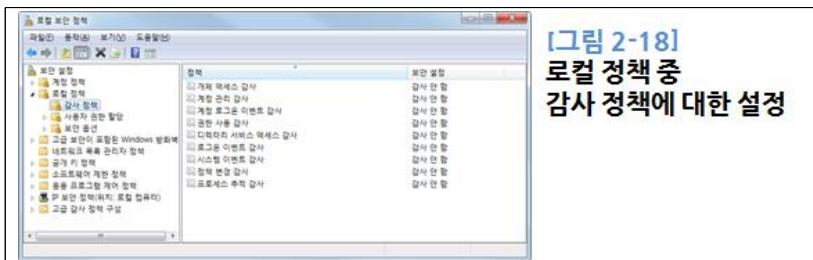 로컬 보안 정책
파일(F) 동작(A) 보기(V) 도움말(H)
보안 설정
계정 정책
로컬 정책
감사 정책
사용자 권한 할당
보안 옵션
고급 보안이 포함된 Windows 방화벽
네트워크 목록 관리자 정책
공개 키 정책
소프트웨어 제한 정책
응용 프로그램 제어 정책
IP 보안 정책(위치: 로컬 컴퓨터)
고급 감사 정책 구성
정책 보안 설정
개체 액세스 감사 감사 안 함
계정 관리 감사 감사 안 함
계정 로그온 이벤트 감사 감사 안 함
권한 사용 감사 감사 안 함
디렉터리 서비스 액세스 감사 감사 안 함
로그온 이벤트 감사 감사 안 함
시스템 이벤트 감사 감사 안 함
정책 변경 감사 감사 안 함
프로세스 추적 감사 감사 안 함
[그림 2-18]
로컬 정책 중
감사 정책에 대한 설정